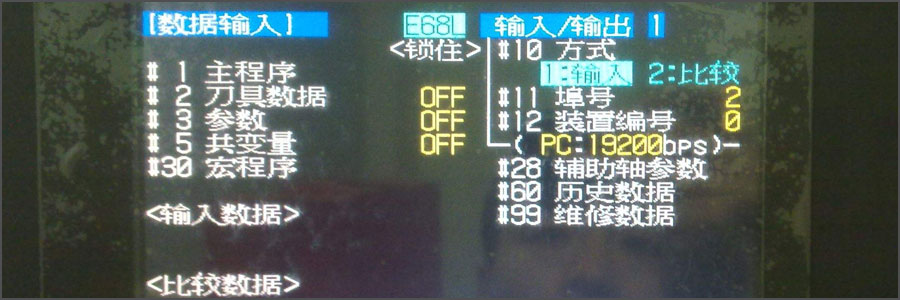 [数据输入] E68L 输入/输出 1
<锁住> #10 方式
# 1 主程序 1:输入 2:比较
# 2 刀具数据 OFF #11 埠号 2
# 3 参数 OFF #12 装置编号 0
# 5 共变量 OFF ( PC:19200bps)
#30 宏程序 #28 辅助轴参数
#60 历史数据
<输入数据> #99 维修数据
<比较数据>